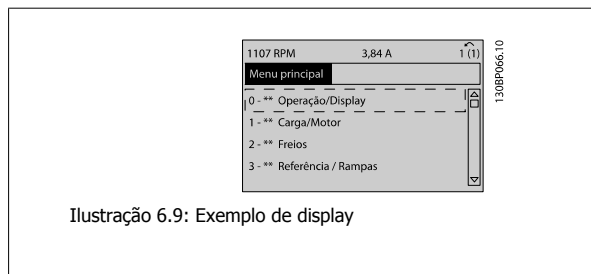 1107 RPM 3,84 A 1 (1)
Menu principal
0 - ** Operação/Display
1 - ** Carga/Motor
2 - ** Freios
3 - ** Referência / Rampas
130BP066.10
Ilustração 6.9: Exemplo de display